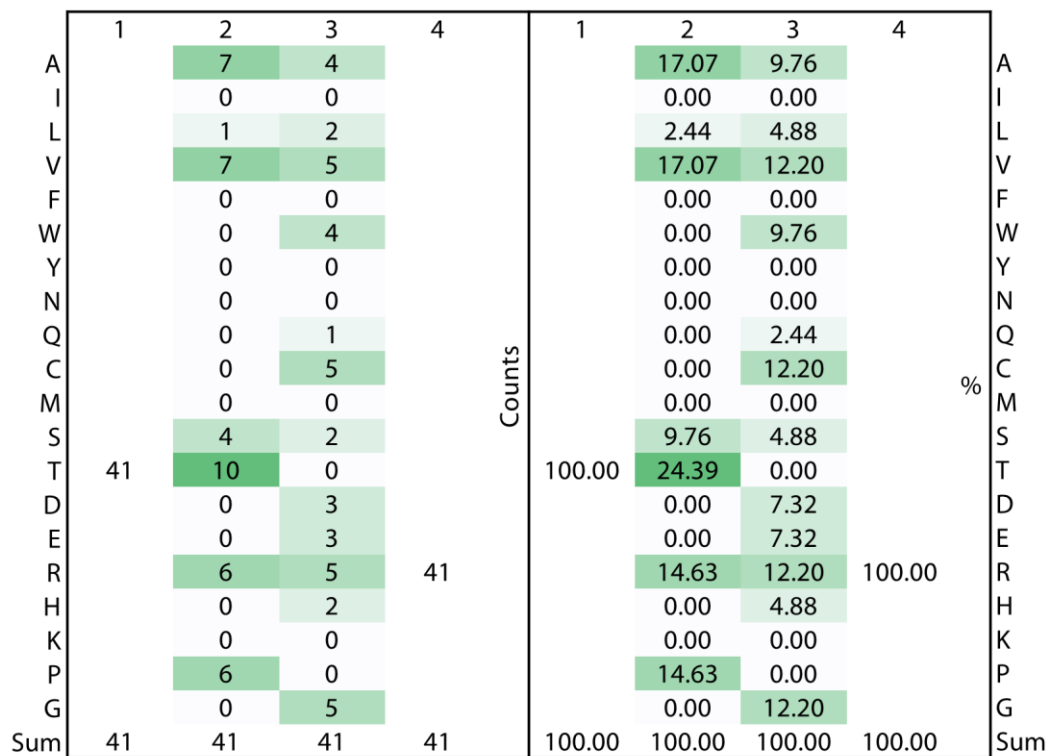 1 2 3 4 1 2 3 4
A 7 4 17.07 9.76 A
I 0 0 0.00 0.00 I
L 1 2 2.44 4.88 L
V 7 5 17.07 12.20 V
F 0 0 0.00 0.00 F
W 0 4 0.00 9.76 W
Y 0 0 0.00 0.00 Y
N 0 0 0.00 0.00 N
Q 0 1 0.00 2.44 Q
C 0 5 0.00 12.20 C
M 0 0 0.00 0.00 M
S 4 2 9.76 4.88 S
T 41 10 0 100.00 24.39 0.00 T
D 0 3 0.00 7.32 D
E 0 3 0.00 7.32 E
R 6 5 41 14.63 12.20 100.00 R
H 0 2 0.00 4.88 H
K 0 0 0.00 0.00 K
P 6 0 14.63 0.00 P
G 0 5 0.00 12.20 G
Sum 41 41 41 41 100.00 100.00 100.00 100.00 Sum
Counts
%